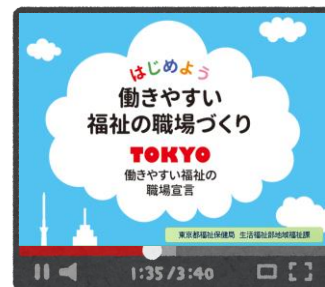 はじめよう
働きやすい
福祉の職場づくり
TOKYO
働きやすい福祉の
職場宣言
東京都福祉保健局 生活福祉部地域福祉課
1:35/3:40